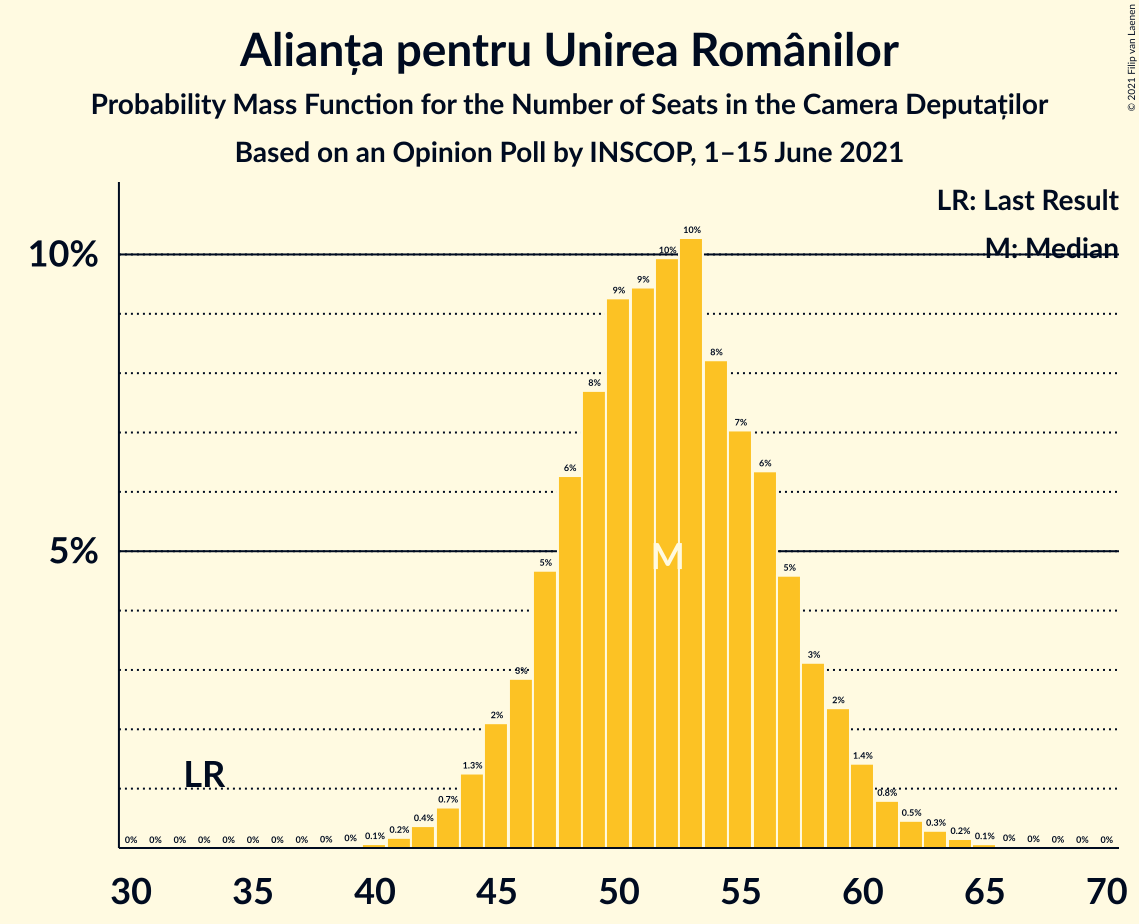 Alianța pentru Unirea Românilor
Probability Mass Function for the Number of Seats in the Camera Deputaților
Based on an Opinion Poll by INSCOP, 1–15 June 2021
© 2021 Filip van Laenen
LR: Last Result
M: Median
10%
5%
LR
M
0% 0% 0% 0% 0% 0% 0% 0% 0% 0% 0.1% 0.2% 0.4% 0.7% 1.3% 2% 3% 5% 6% 8% 9% 9% 10% 10% 8% 7% 6% 5% 3% 2% 1.4% 0.8% 0.5% 0.3% 0.2% 0.1% 0% 0% 0% 0% 0%
30 35 40 45 50 55 60 65 70